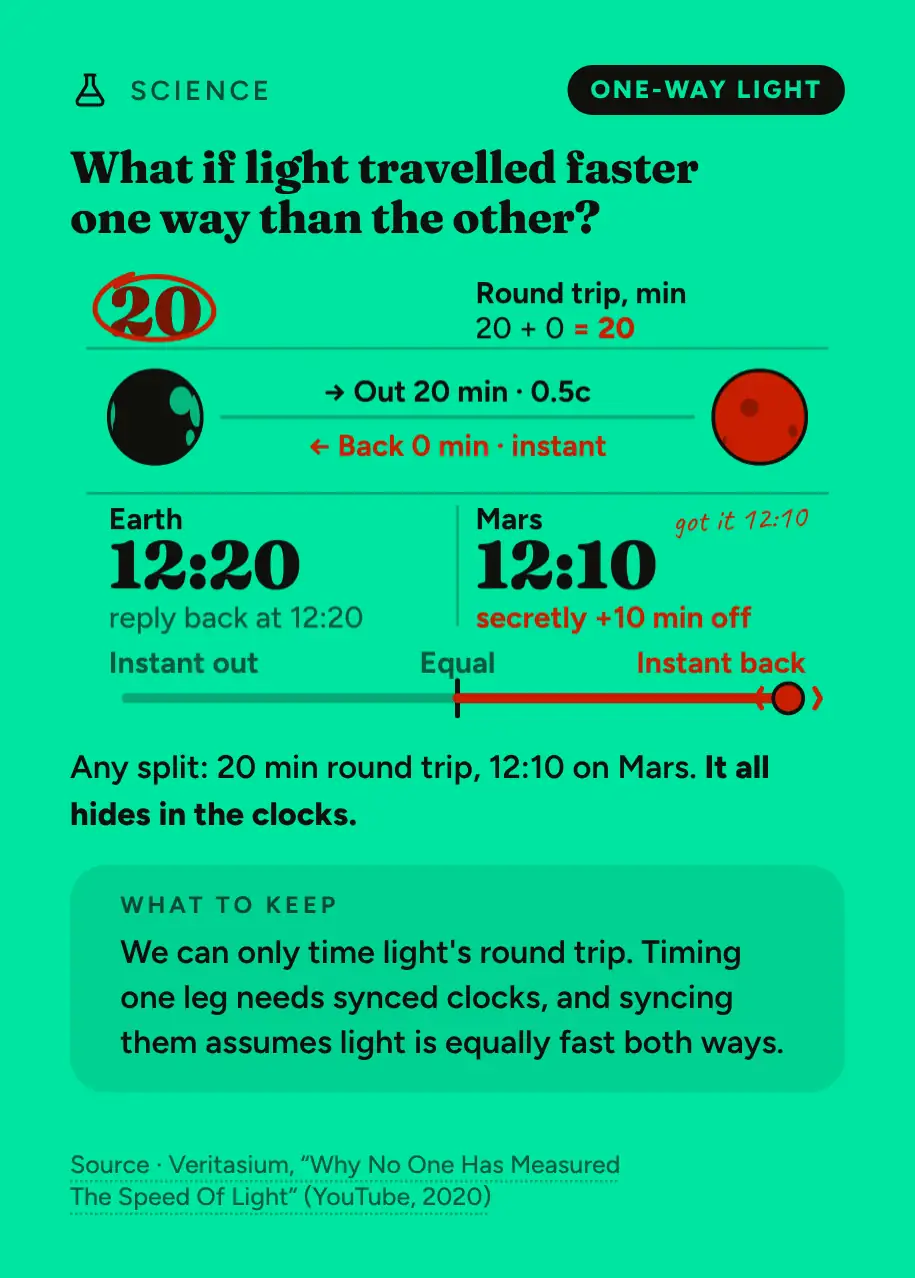 SCIENCE
ONE-WAY LIGHT
What if light travelled faster
one way than the other?
20
Round trip, min
20 + 0 = 20
→ Out 20 min · 0.5c
← Back 0 min · instant
Earth
12:20
reply back at 12:20
Mars
got it 12:10
12:10
secretly +10 min off
Instant out
Equal
Instant back
Any split: 20 min round trip, 12:10 on Mars. It all
hides in the clocks.
WHAT TO KEEP
We can only time light's round trip. Timing
one leg needs synced clocks, and syncing
them assumes light is equally fast both ways.
Source · Veritasium, “Why No One Has Measured
The Speed Of Light” (YouTube, 2020)